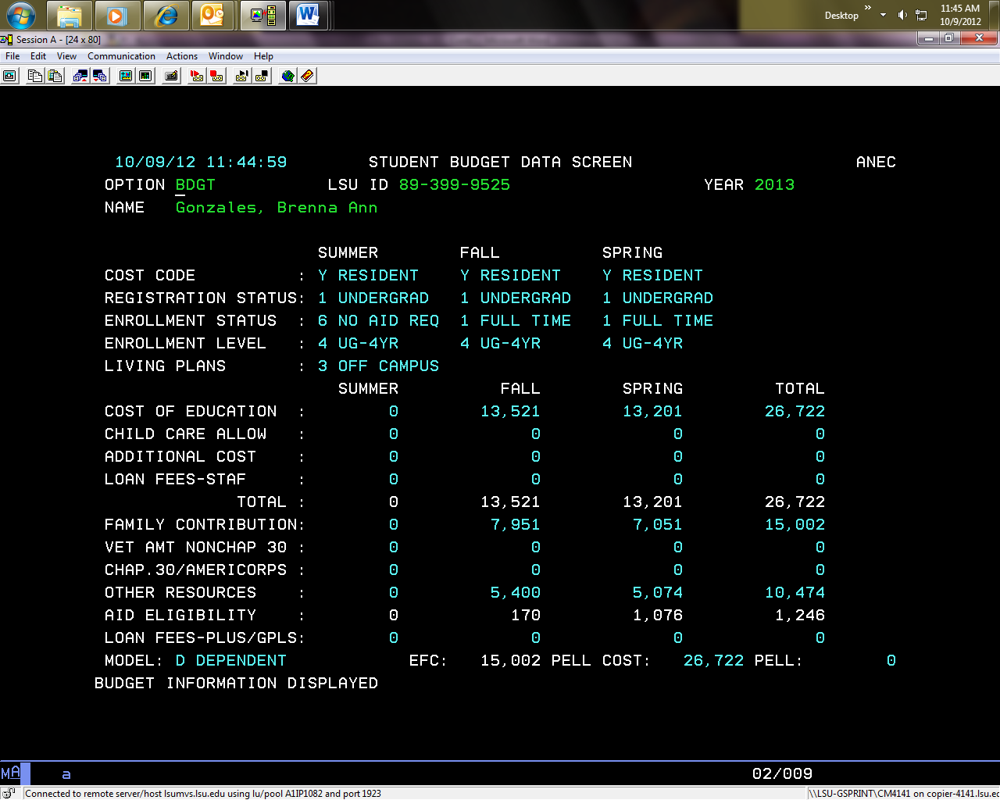 Desktop
11:45 AM
10/9/2012
Session A - [24 x 80]
File Edit View Communication Actions Window Help
10/09/12 11:44:59 STUDENT BUDGET DATA SCREEN ANEC
OPTION BDGT LSU ID 89-399-9525 YEAR 2013
NAME Gonzales, Brenna Ann
SUMMER FALL SPRING
COST CODE : Y RESIDENT Y RESIDENT Y RESIDENT
REGISTRATION STATUS: 1 UNDERGRAD 1 UNDERGRAD 1 UNDERGRAD
ENROLLMENT STATUS : 6 NO AID REQ 1 FULL TIME 1 FULL TIME
ENROLLMENT LEVEL : 4 UG-4YR 4 UG-4YR 4 UG-4YR
LIVING PLANS : 3 OFF CAMPUS
SUMMER FALL SPRING TOTAL
COST OF EDUCATION : 0 13,521 13,201 26,722
CHILD CARE ALLOW : 0 0 0 0
ADDITIONAL COST : 0 0 0 0
LOAN FEES-STAF : 0 0 0 0
TOTAL : 0 13,521 13,201 26,722
FAMILY CONTRIBUTION: 0 7,951 7,051 15,002
VET AMT NONCHAP 30 : 0 0 0 0
CHAP.30/AMERICORPS : 0 0 0 0
OTHER RESOURCES : 0 5,400 5,074 10,474
AID ELIGIBILITY : 0 170 1,076 1,246
LOAN FEES-PLUS/GPLS: 0 0 0 0
MODEL: D DEPENDENT EFC: 15,002 PELL COST: 26,722 PELL: 0
BUDGET INFORMATION DISPLAYED
MA a 02/009
Connected to remote server/host lsumvs.lsu.edu using lu/pool A1IP1082 and port 1923 \\LSU-GSPRINT\CM4141 on copier-4141.lsu.ec